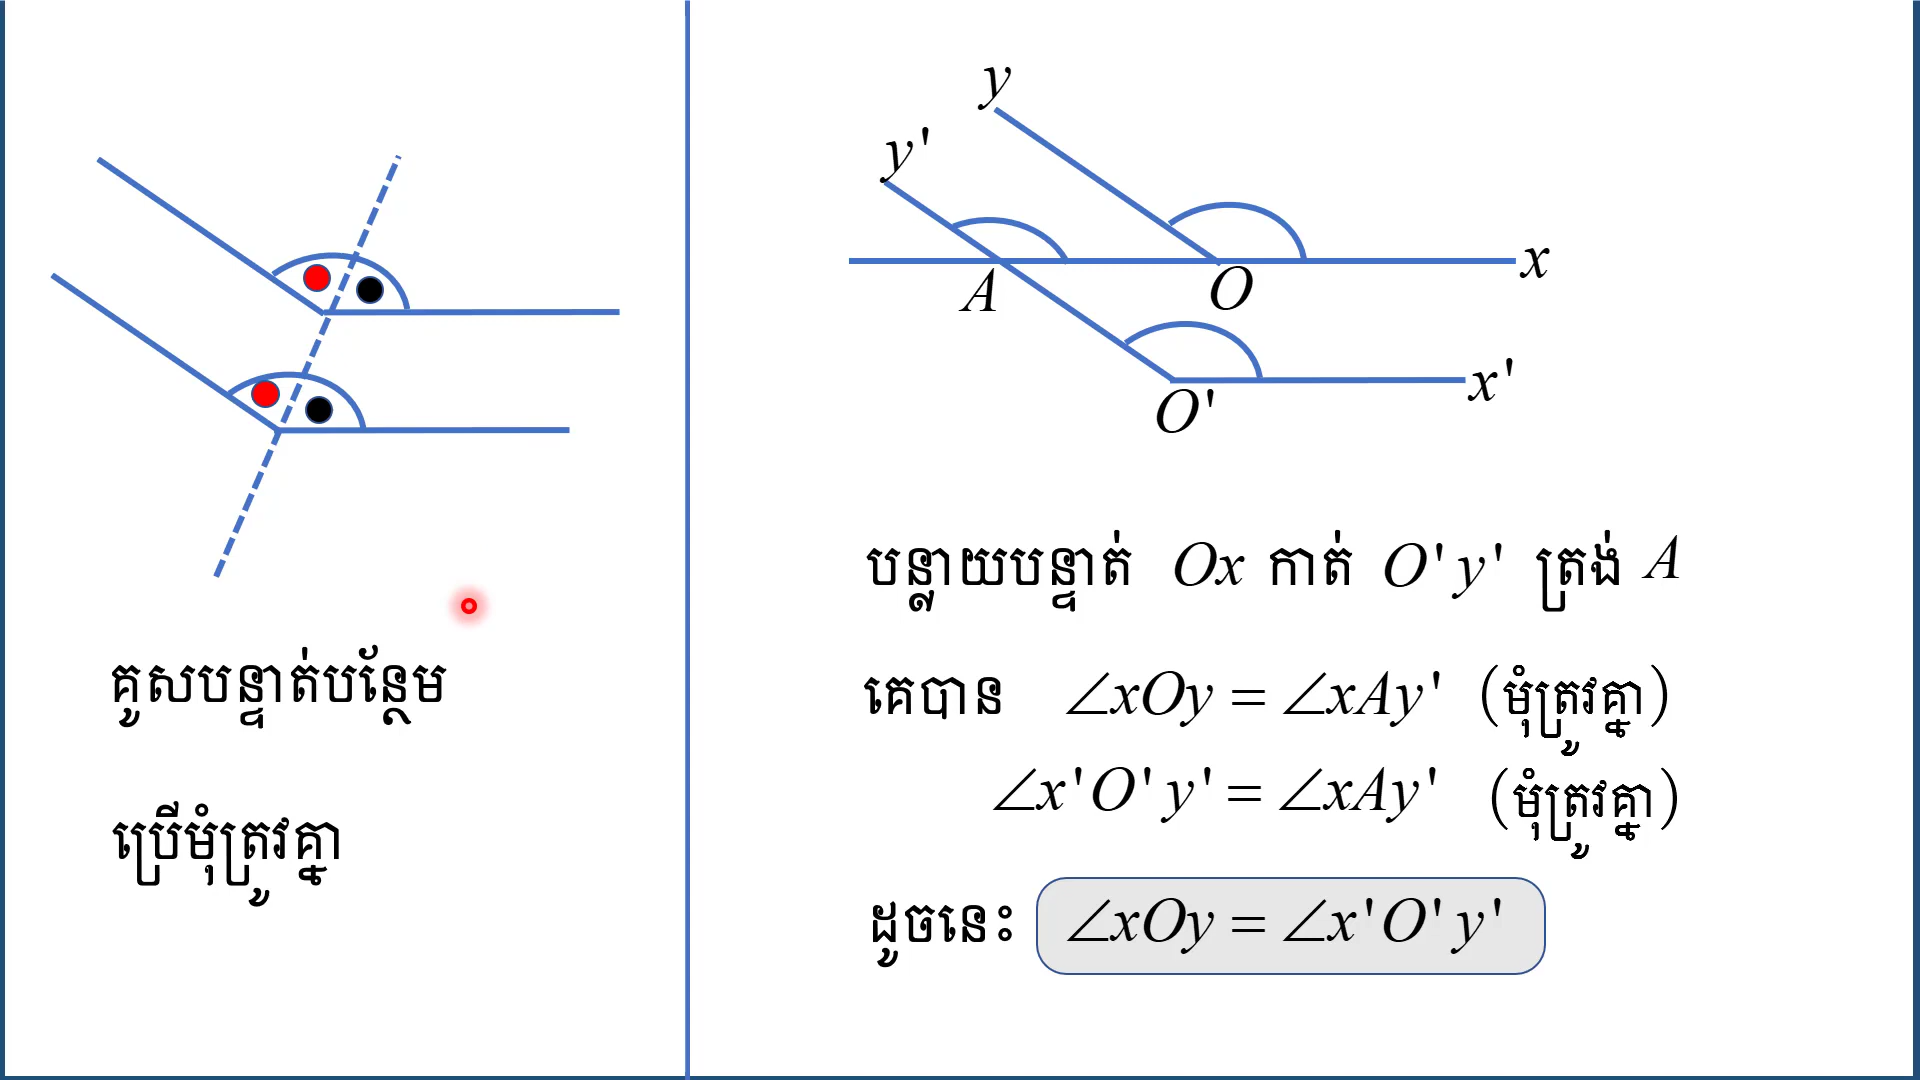 គូសបន្ទាត់បន្ថែម
ប្រើមុំត្រូវគ្នា
y
y'
x
A
O
x'
O'
បន្លាយបន្ទាត់ Ox កាត់ O'y' ត្រង់ A
គេបាន ∠xOy = ∠xAy' (មុំត្រូវគ្នា)
∠x'O'y' = ∠xAy' (មុំត្រូវគ្នា)
ដូចនេះ ∠xOy = ∠x'O'y'